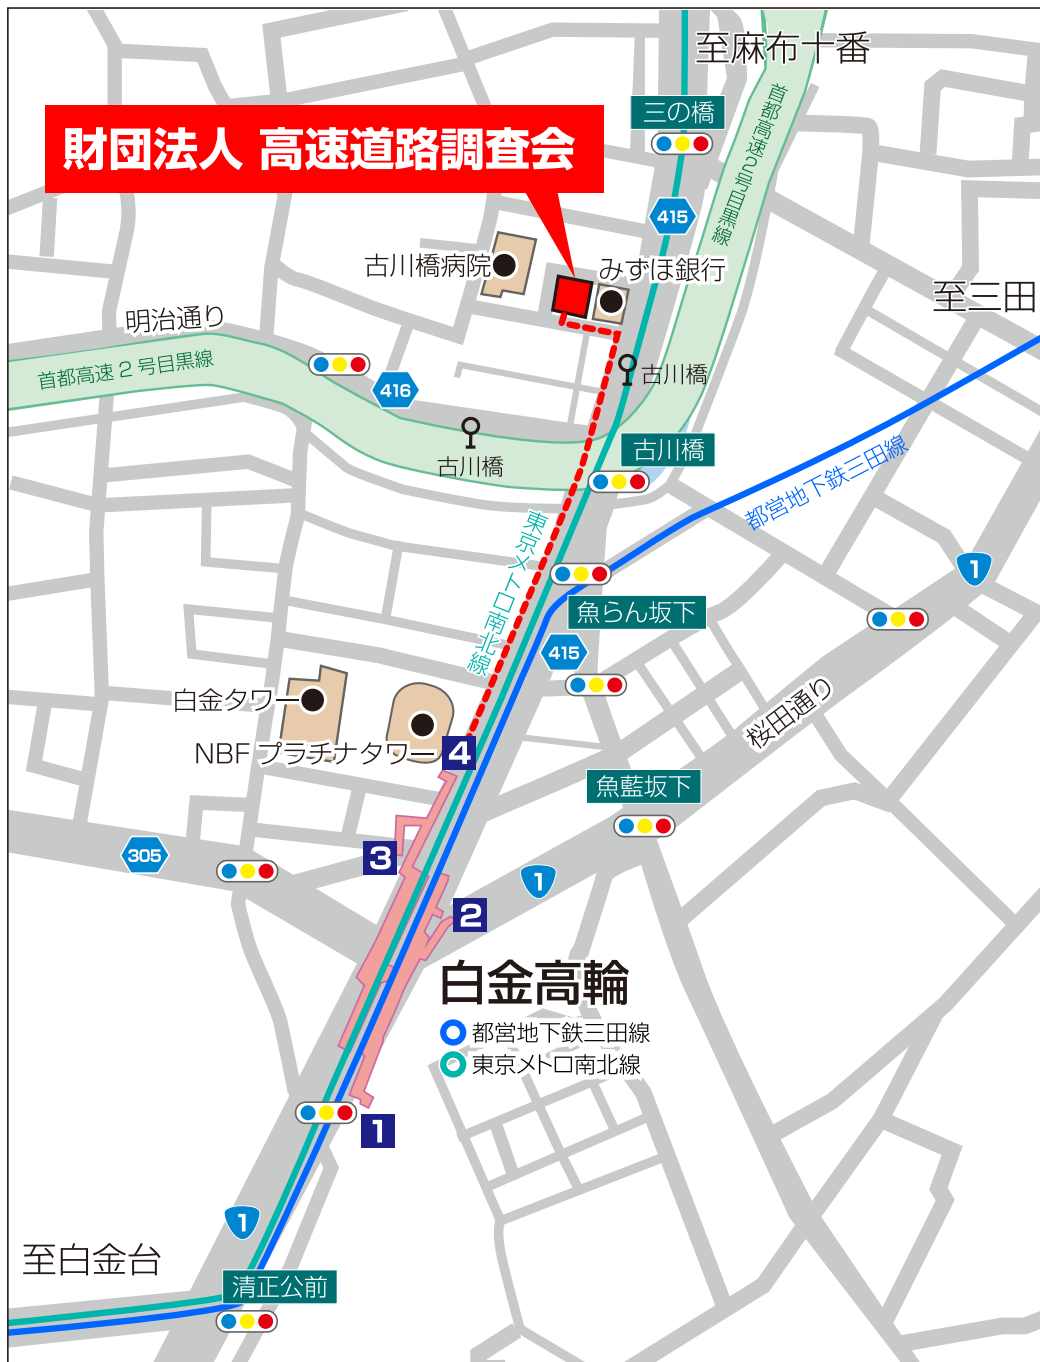 至麻布十番
三の橋
財団法人 高速道路調査会
首都高速2号目黒線
415
古川橋病院
みずほ銀行
至三田
明治通り
首都高速2号目黒線
416
古川橋
古川橋
古川橋
都営地下鉄三田線
東京メトロ南北線
1
魚らん坂下
415
白金タワー
桜田通り
NBFプラチナタワー
4
魚藍坂下
305
3
1
2
白金高輪
都営地下鉄三田線
東京メトロ南北線
1
1
至白金台
清正公前